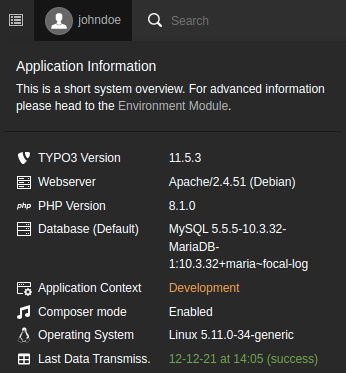 johndoe
Search
Application Information
This is a short system overview. For advanced information
please head to the Environment Module.
TYPO3 Version 11.5.3
Webserver Apache/2.4.51 (Debian)
php PHP Version 8.1.0
Database (Default) MySQL 5.5.5-10.3.32-
MariaDB-
1:10.3.32+maria~focal-log
Application Context Development
Composer mode Enabled
Operating System Linux 5.11.0-34-generic
Last Data Transmiss. 12-12-21 at 14:05 (success)